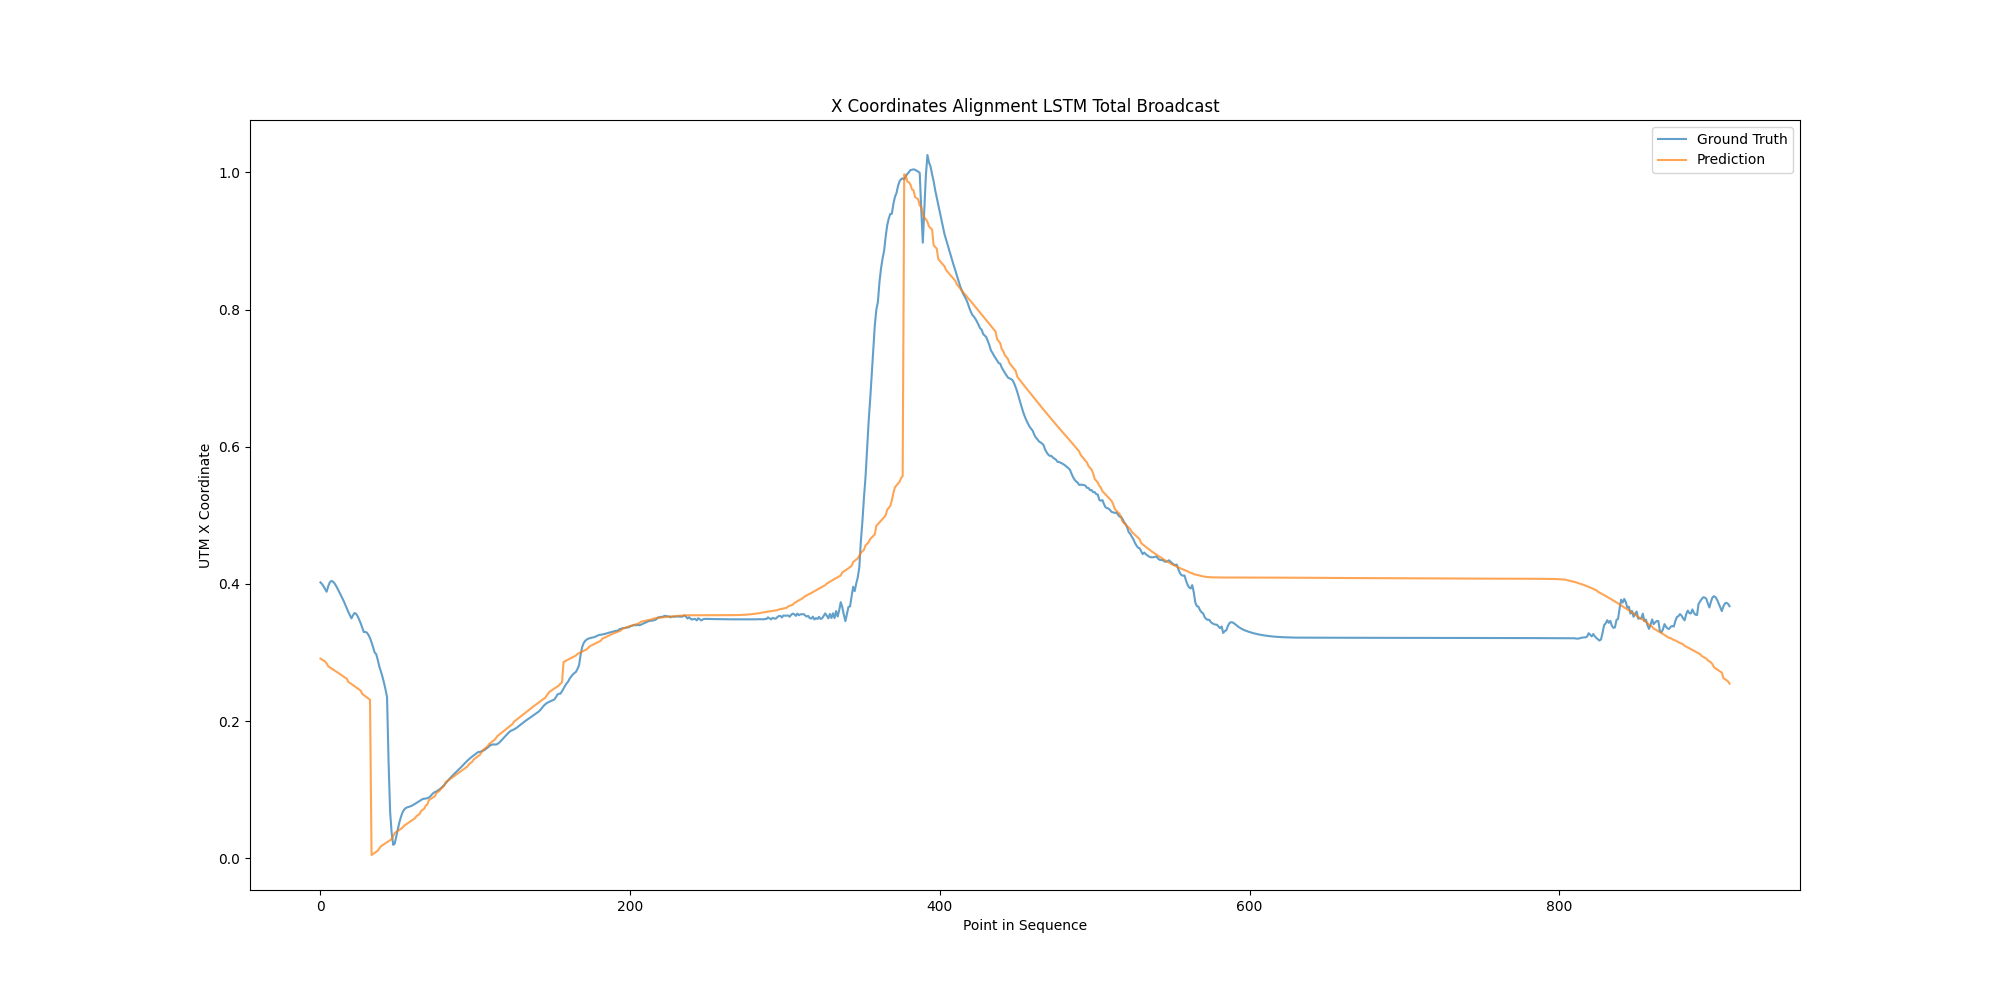 X Coordinates Alignment LSTM Total Broadcast
Ground Truth
Prediction
1.0
0.8
0.6
0.4
0.2
0.0
UTM X Coordinate
0 200 400 600 800
Point in Sequence